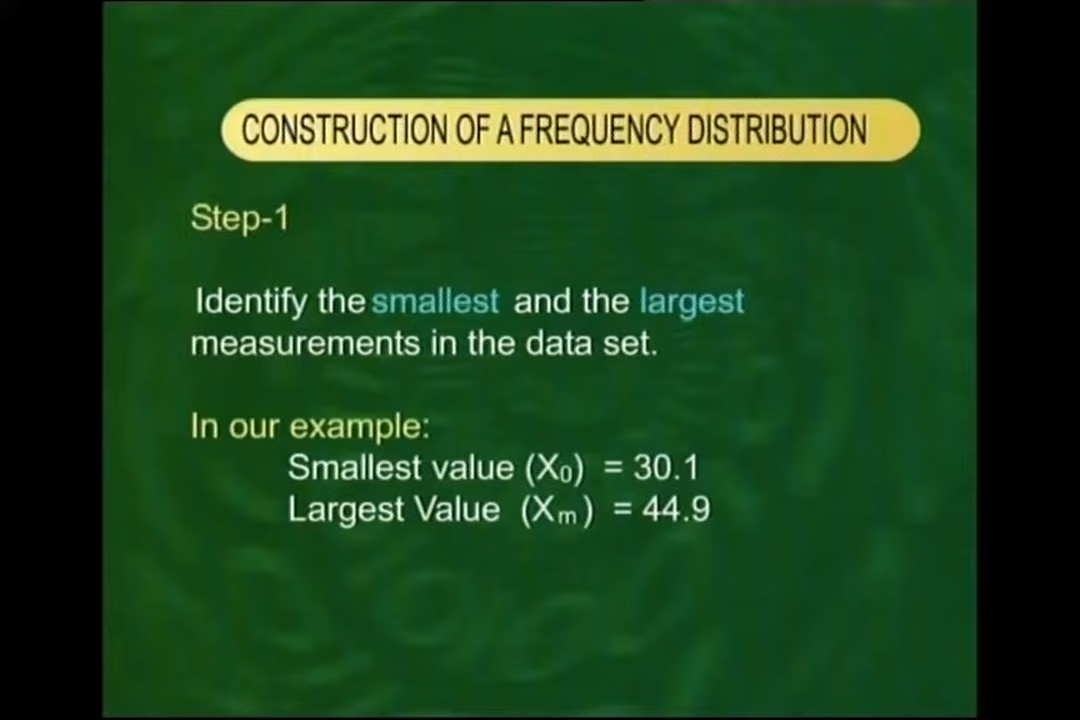 CONSTRUCTION OF A FREQUENCY DISTRIBUTION
Step-1
Identify the smallest and the largest
measurements in the data set.
In our example:
Smallest value (X₀) = 30.1
Largest Value (Xₘ) = 44.9